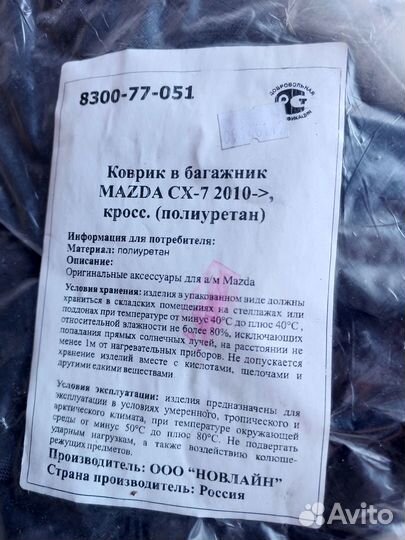 8300-77-051
ДОБРОВОЛЬНАЯ
Коврик в багажник
MAZDA CX-7 2010->,
кросс. (полиуретан)
Информация для потребителя:
Материал: полиуретан
Описание:
Оригинальные аксессуары для а/м Mazda
Условия хранения: изделия в упакованном виде должны
храниться в складских помещениях на стеллажах или
поддонах при температуре от минус 40°С до плюс 40°С ,
относительной влажности не более 80%, исключающих
попадания прямых солнечных лучей, на расстоянии не
менее 1м от нагревательных приборов. Не допускается
хранение изделий вместе с кислотами, щелочами и
другими едкими веществами.
Условия эксплуатации: изделия предназначены для
эксплуатации в условиях умеренного, тропического и
арктического климата, при температуре окружающей
среды от минус 50°С до плюс 80°С. Не подвергать
ударным нагрузкам, а также воздействию колюще-
режущих предметов.
Производитель: ООО "НОВЛАЙН"
Страна производитель: Россия
Avito